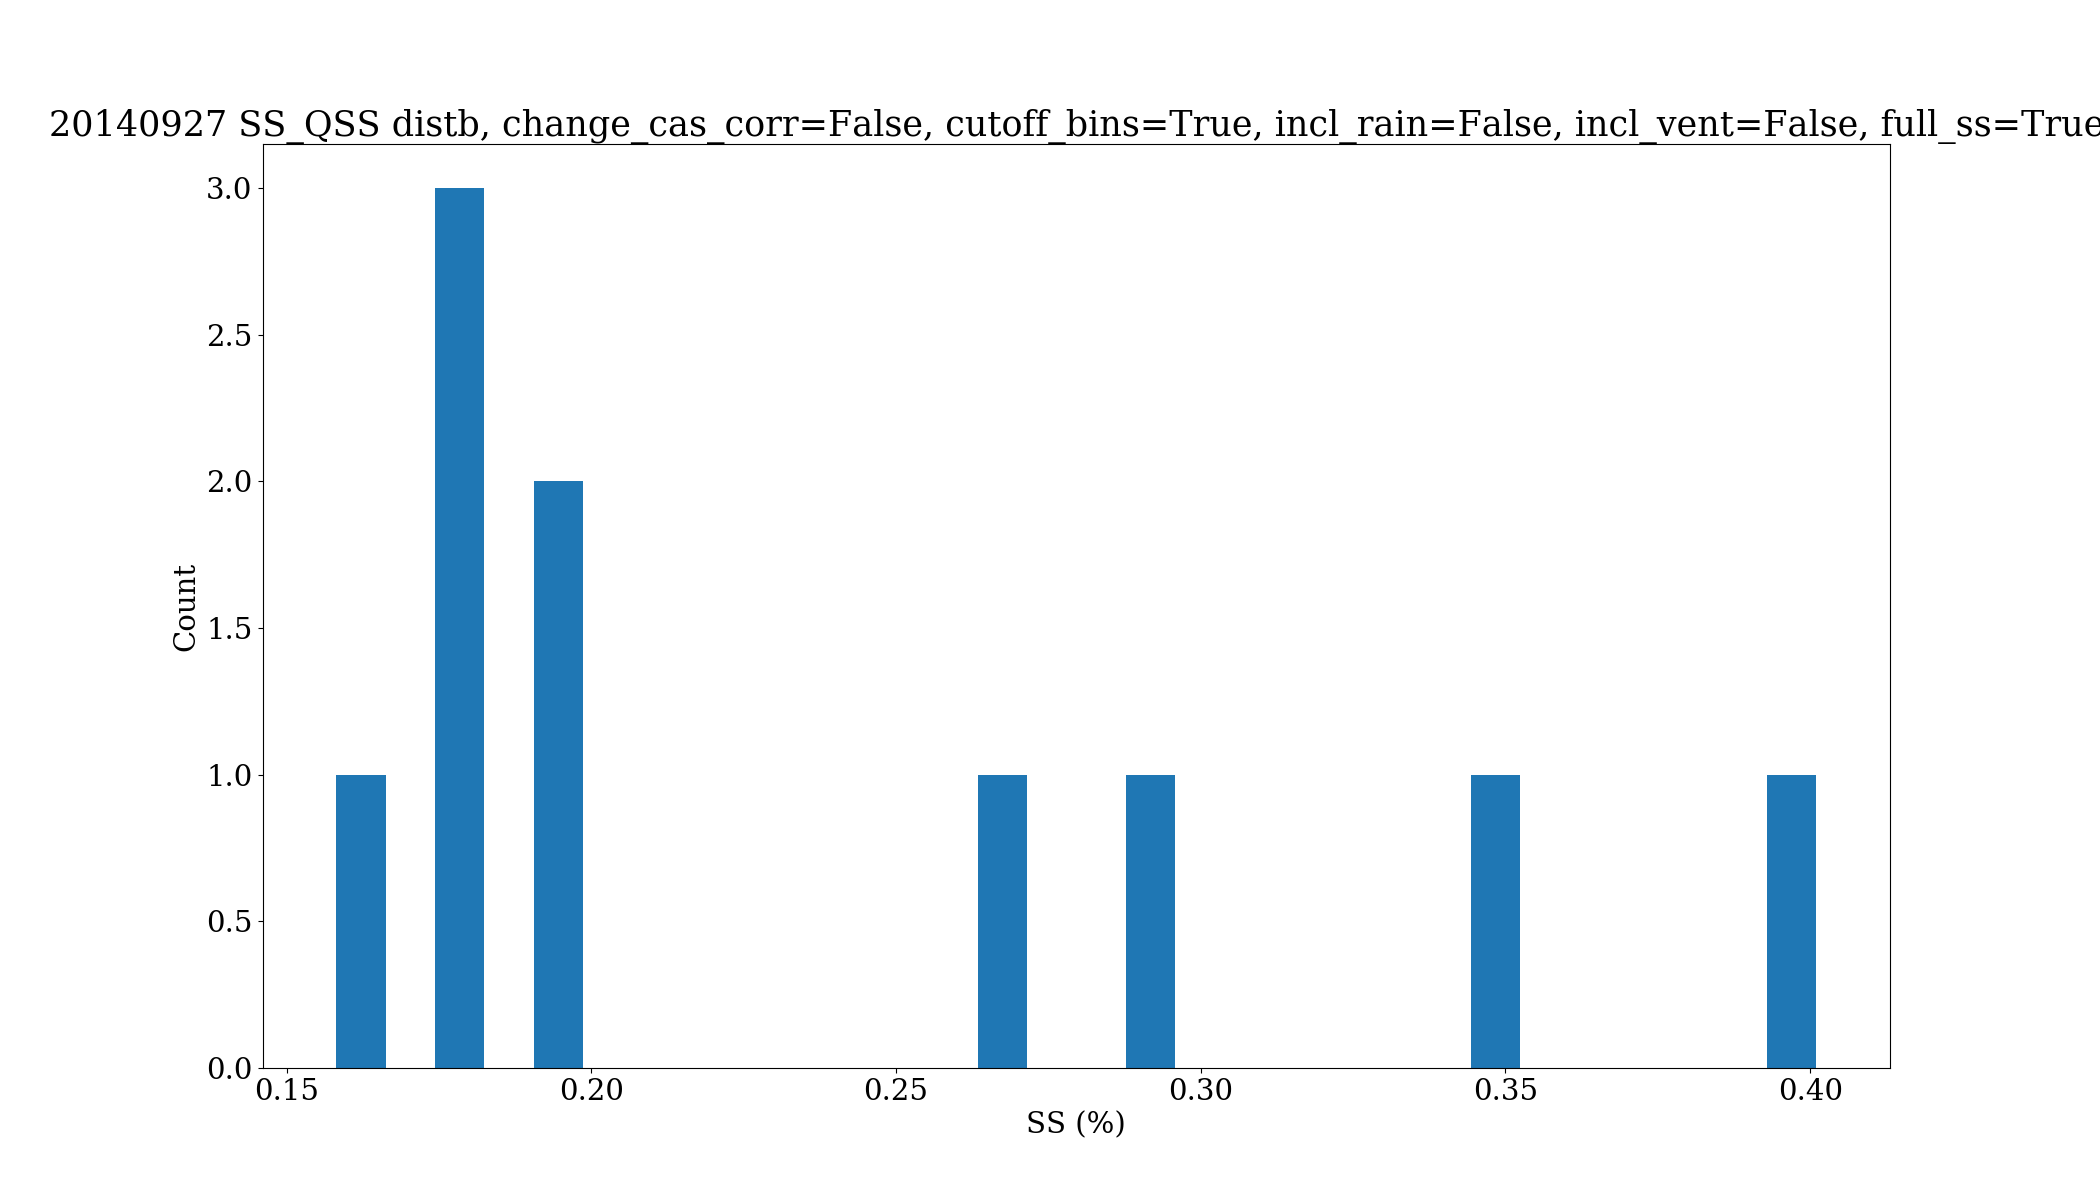 20140927 SS_QSS distb, change_cas_corr=False, cutoff_bins=True, incl_rain=False, incl_vent=False, full_ss=True
3.0
2.5
2.0
1.5
1.0
0.5
0.0
Count
0.15 0.20 0.25 0.30 0.35 0.40
SS (%)